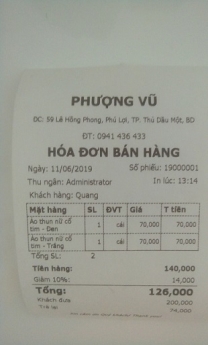 PHƯỢNG VŨ
ĐC: 59 Lê Hồng Phong, Phú Lợi, TP. Thủ Dầu Một, BD
ĐT: 0941 436 433
HÓA ĐƠN BÁN HÀNG
Ngày: 11/06/2019 Số phiếu: 19000001
Thu ngân: Administrator In lúc: 13:14
Khách hàng: Quang
Mặt hàng SL ĐVT Giá T tiền
Áo thun nữ cổ tim - Đen 1 cái 70,000 70,000
Áo thun nữ cổ tim - Trắng 1 cái 70,000 70,000
Tổng SL: 2
Tiền hàng: 140,000
Giảm 10%: 14,000
Tổng: 126,000
Khách đưa 200,000
Trả lại 74,000